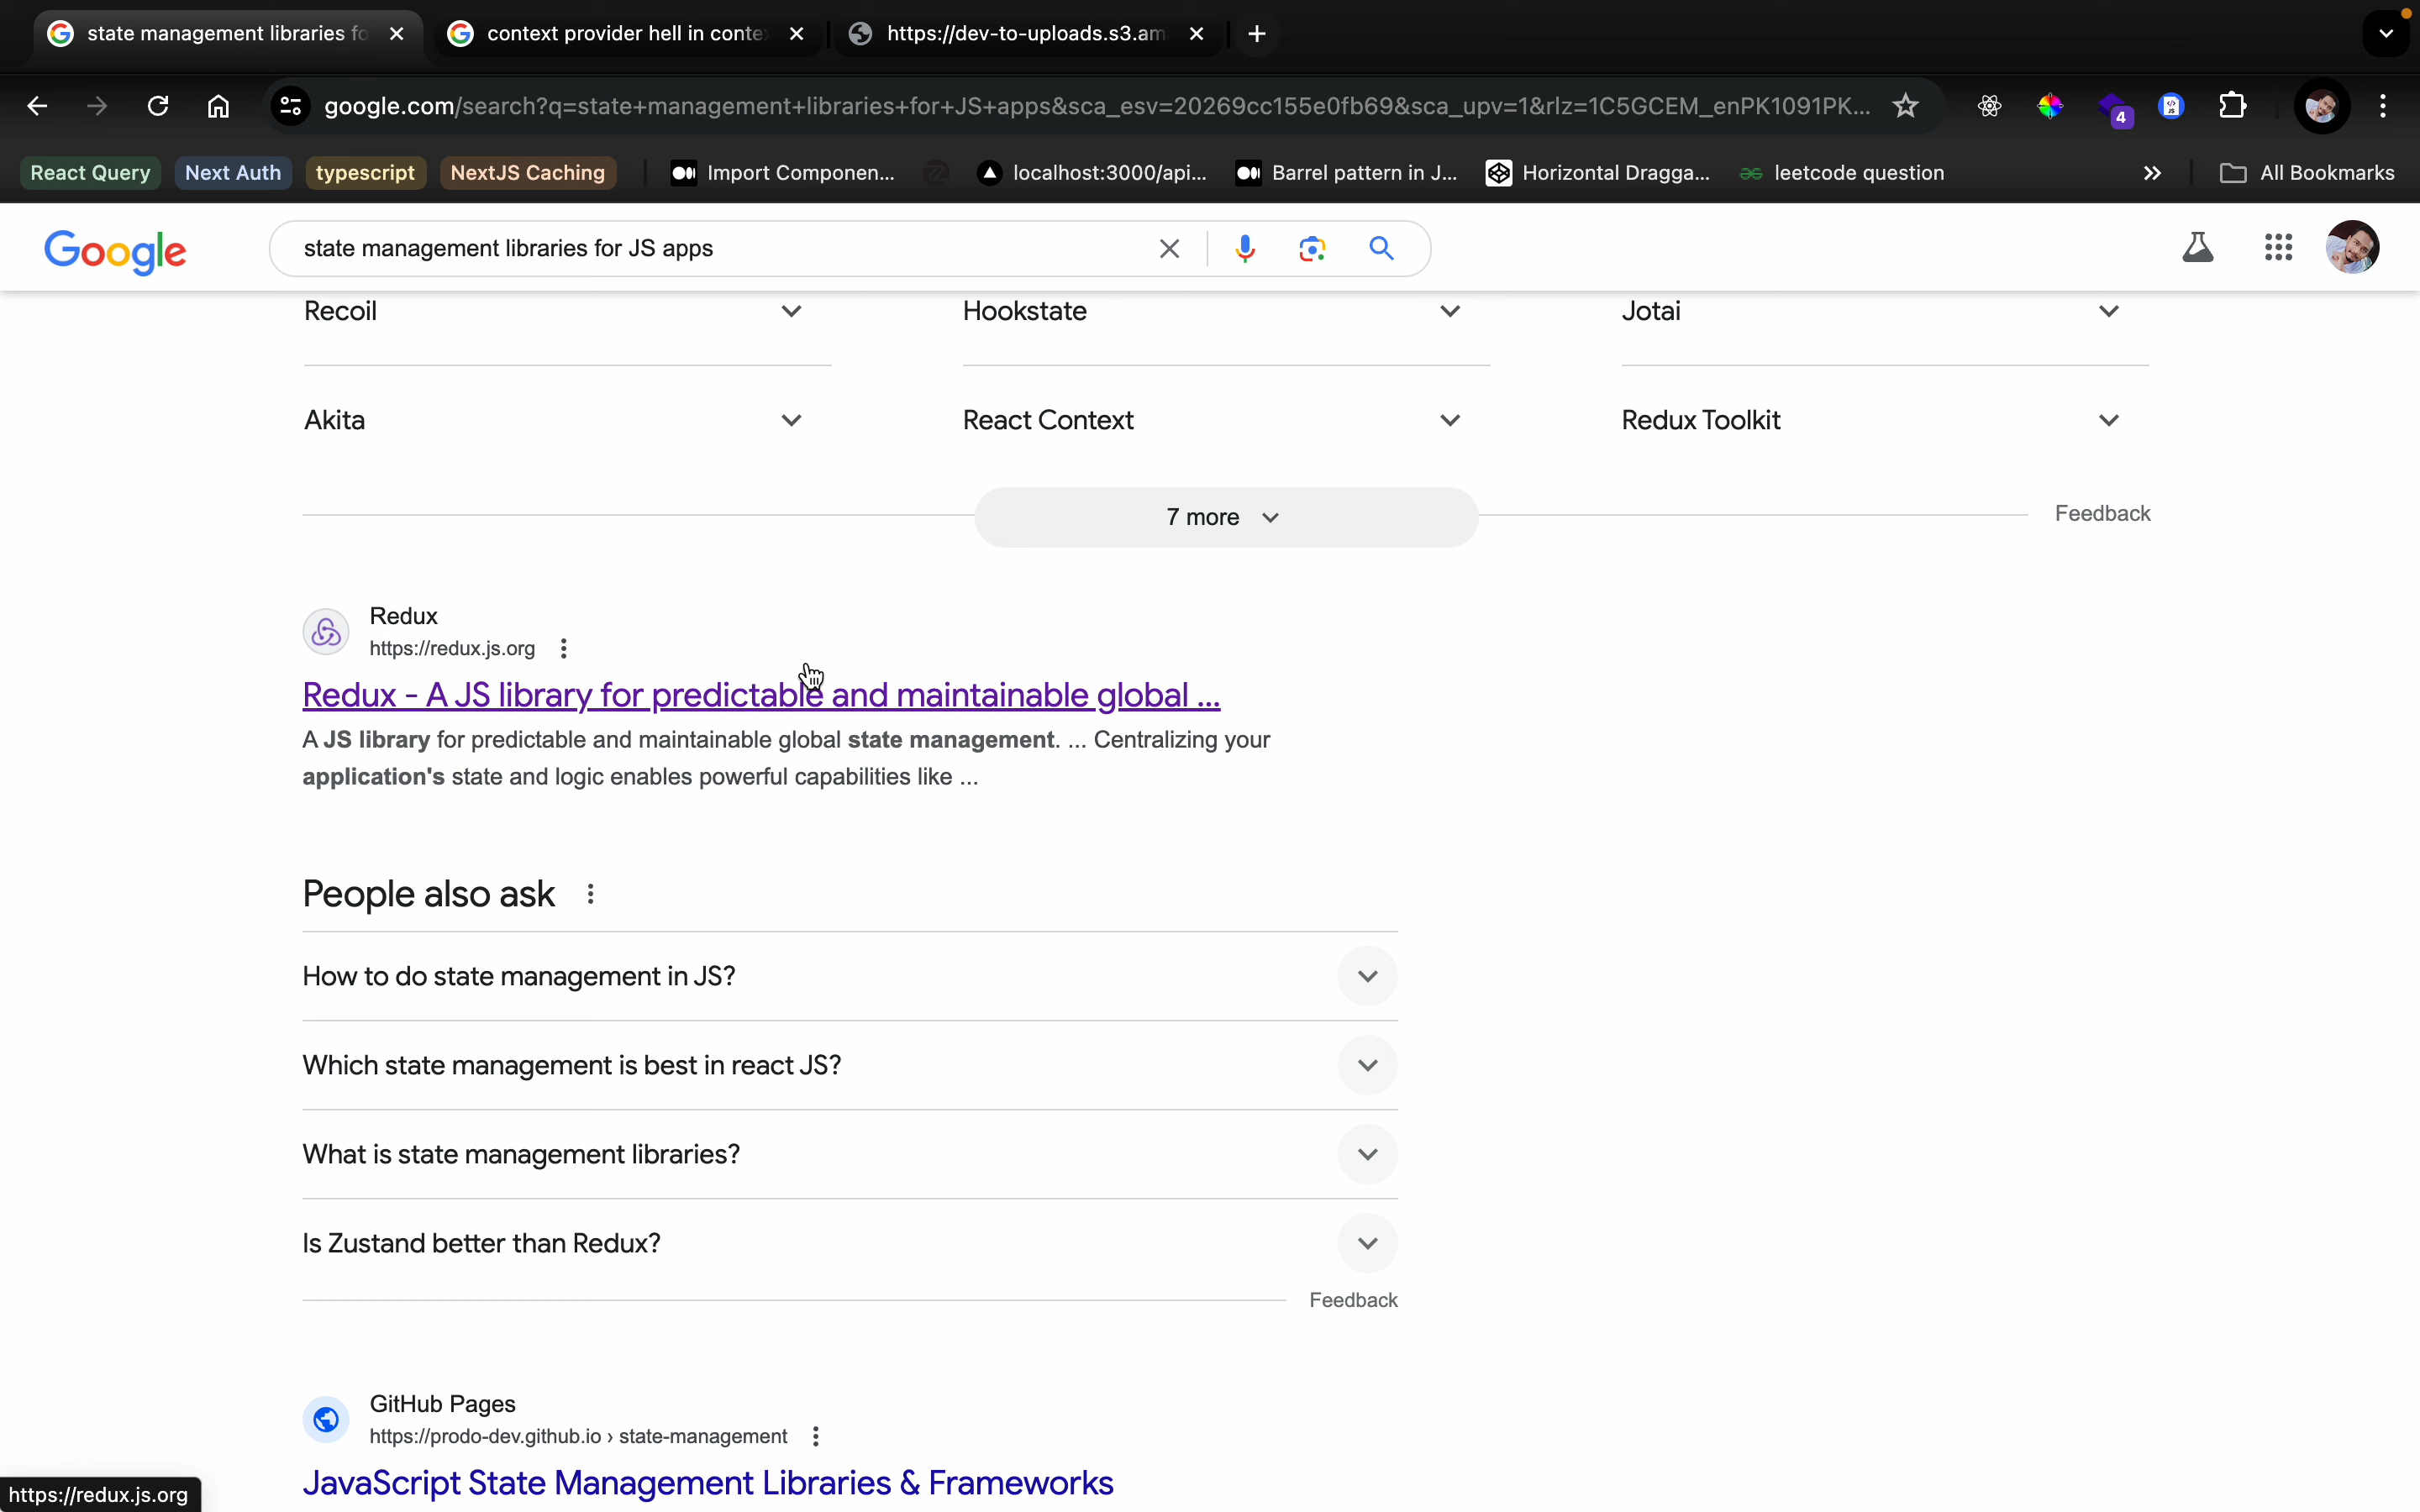 state management libraries fo
context provider hell in conte
https://dev-to-uploads.s3.am
google.com/search?q=state+management+libraries+for+JS+apps&sca_esv=20269cc155e0fb69&sca_upv=1&rlz=1C5GCEM_enPK1091PK...
4
React Query
Next Auth
typescript
NextJS Caching
Import Componen...
localhost:3000/api...
Barrel pattern in J...
Horizontal Dragga...
leetcode question
All Bookmarks
Google
state management libraries for JS apps
Recoil
Hookstate
Jotai
Akita
React Context
Redux Toolkit
7 more
Feedback
Redux
https://redux.js.org
Redux - A JS library for predictable and maintainable global ...
A JS library for predictable and maintainable global state management. ... Centralizing your
application's state and logic enables powerful capabilities like ...
People also ask
How to do state management in JS?
Which state management is best in react JS?
What is state management libraries?
Is Zustand better than Redux?
Feedback
GitHub Pages
https://prodo-dev.github.io › state-management
JavaScript State Management Libraries & Frameworks
https://redux.js.org